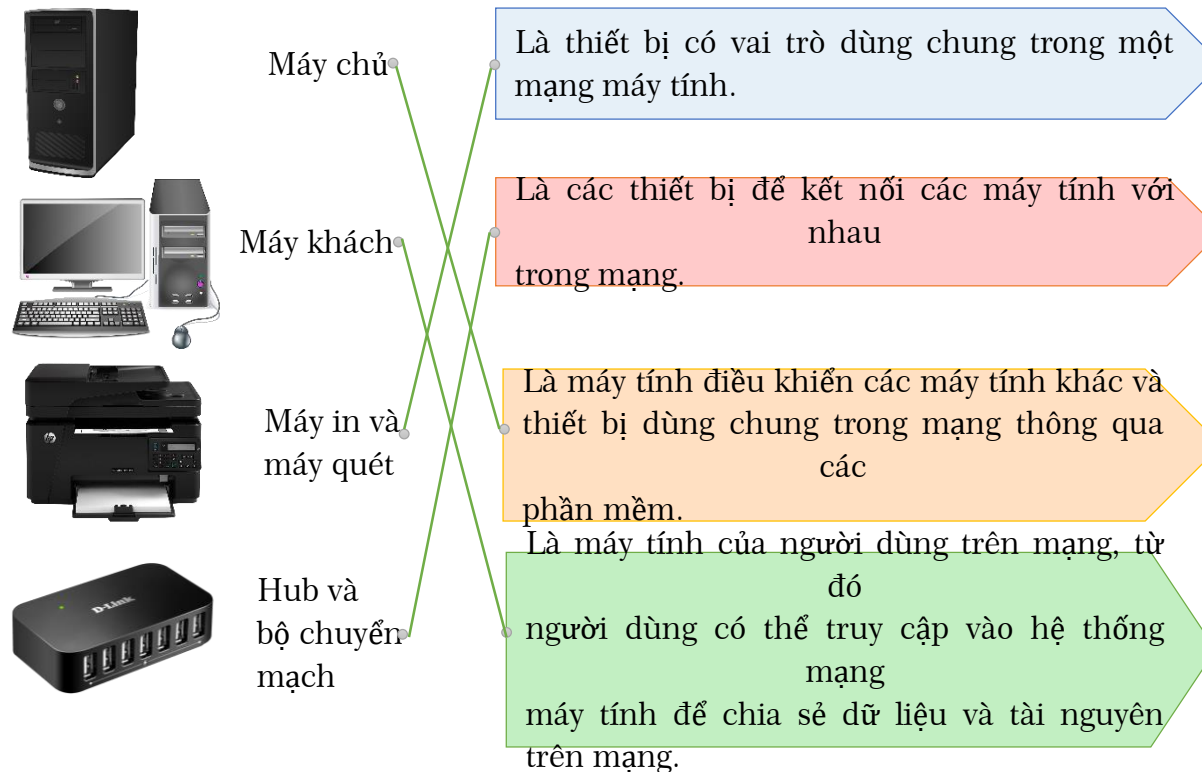 Máy chủ
Là thiết bị có vai trò dùng chung trong một
mạng máy tính.
Máy khách
Là các thiết bị để kết nối các máy tính với
nhau
trong mạng.
Máy in và
máy quét
Là máy tính điều khiển các máy tính khác và
thiết bị dùng chung trong mạng thông qua
các
phần mềm.
hp
D-Link
Hub và
bộ chuyển
mạch
Là máy tính của người dùng trên mạng, từ
đó
người dùng có thể truy cập vào hệ thống
mạng
máy tính để chia sẻ dữ liệu và tài nguyên
trên mạng.